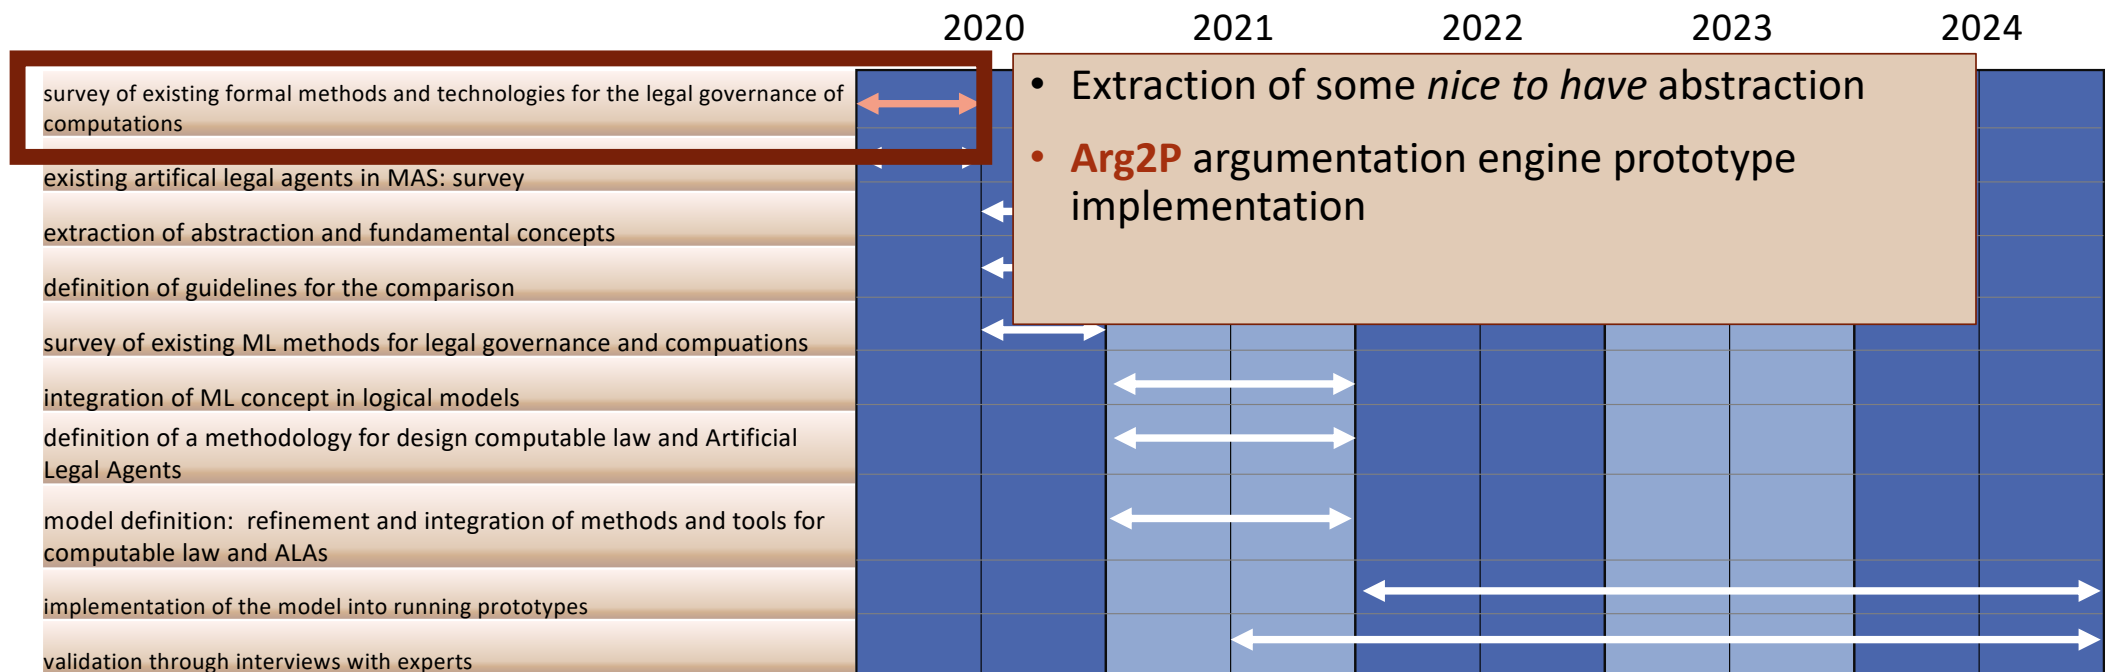 2020 2021 2022 2023 2024
survey of existing formal methods and technologies for the legal governance of
computations
• Extraction of some nice to have abstraction
• Arg2P argumentation engine prototype
implementation
existing artifical legal agents in MAS: survey
extraction of abstraction and fundamental concepts
definition of guidelines for the comparison
survey of existing ML methods for legal governance and compuations
integration of ML concept in logical models
definition of a methodology for design computable law and Artificial
Legal Agents
model definition: refinement and integration of methods and tools for
computable law and ALAs
implementation of the model into running prototypes
validation through interviews with experts